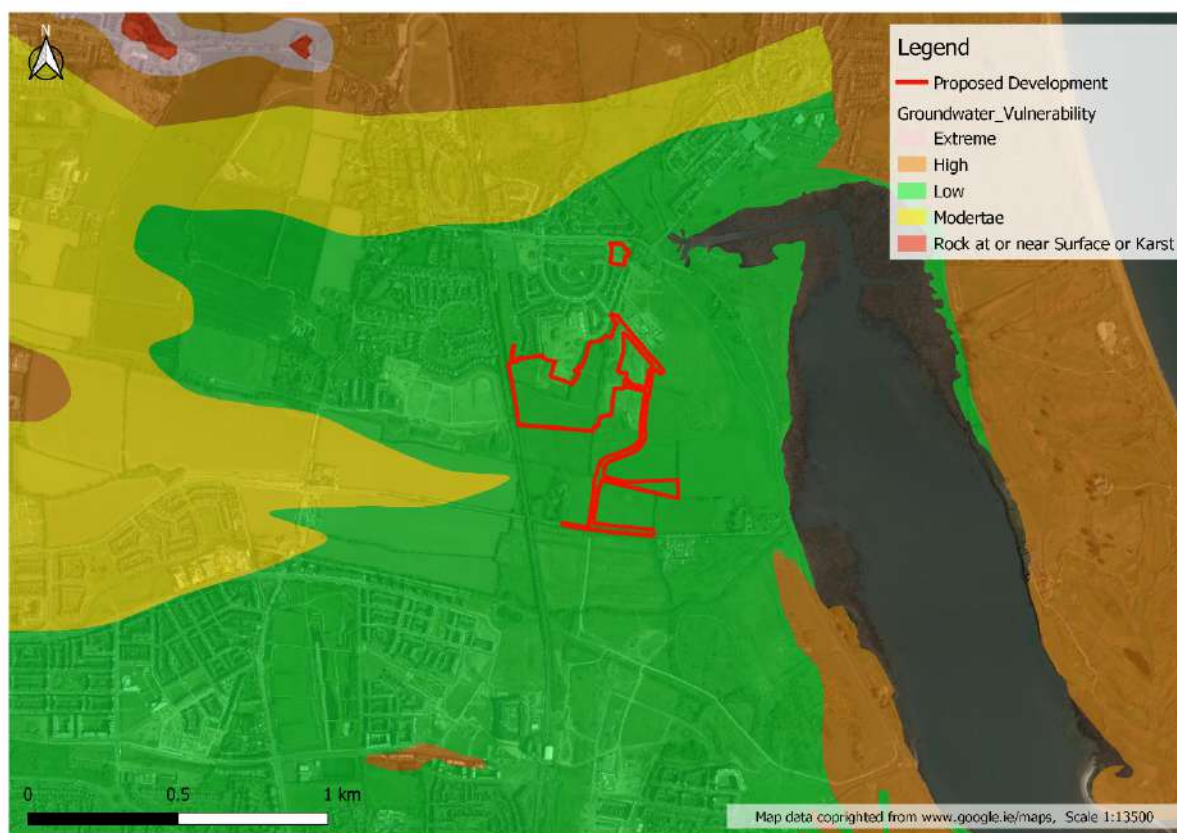 N
Legend
Proposed Development
Groundwater_Vulnerability
Extreme
High
Low
Modertae
Rock at or near Surface or Karst
0 0.5 1 km
Map data coprighted from www.google.ie/maps, Scale 1:13500